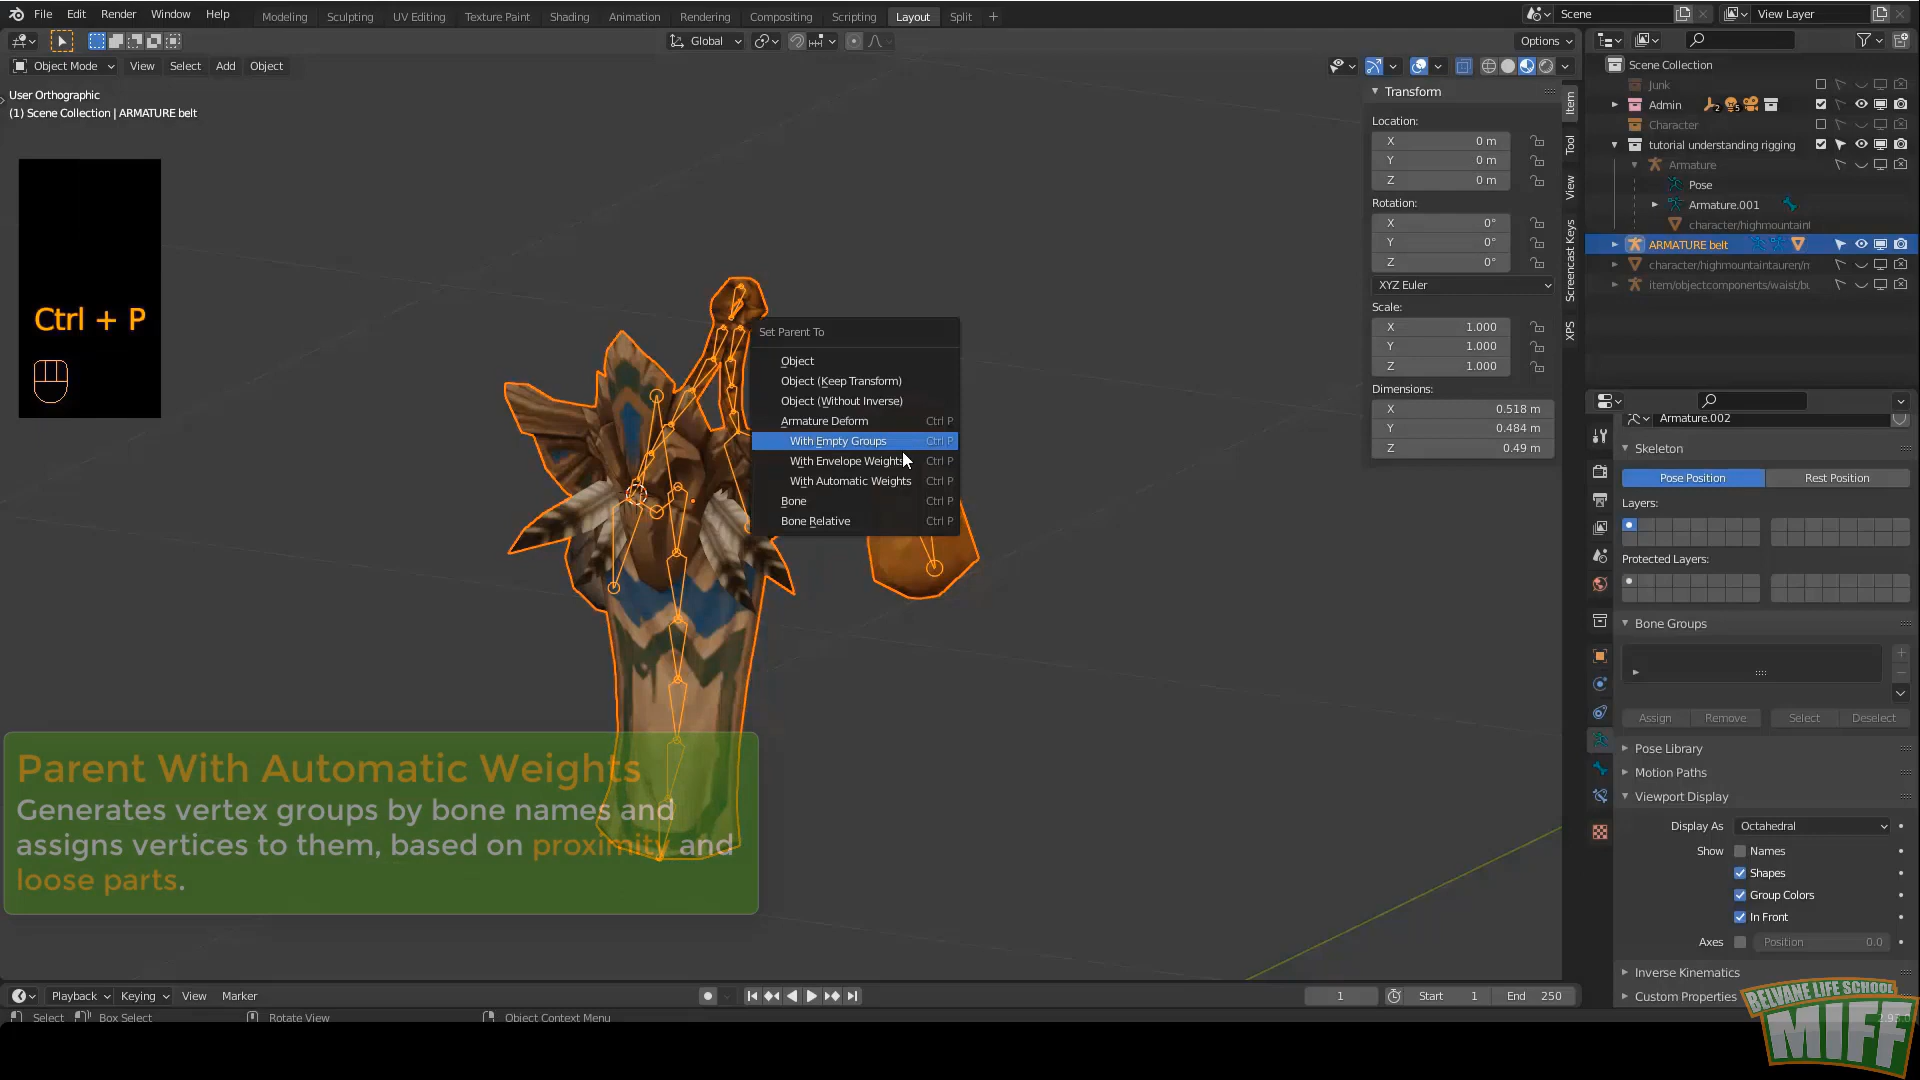 File Edit Render Window Help Modeling Sculpting UV Editing Texture Paint Shading Animation Rendering Compositing Scripting Layout Split + Scene View Layer
Global Options
Object Mode View Select Add Object
User Orthographic
(1) Scene Collection | ARMATURE belt
Ctrl + P
Set Parent To
Object
Object (Keep Transform)
Object (Without Inverse)
Armature Deform Ctrl P
With Empty Groups Ctrl P
With Envelope Weights Ctrl P
With Automatic Weights Ctrl P
Bone Ctrl P
Bone Relative Ctrl P
Parent With Automatic Weights
Generates vertex groups by bone names and
assigns vertices to them, based on proximity and
loose parts.
Transform
Location:
X 0 m
Y 0 m
Z 0 m
Rotation:
X 0°
Y 0°
Z 0°
XYZ Euler
Scale:
X 1.000
Y 1.000
Z 1.000
Dimensions:
X 0.518 m
Y 0.484 m
Z 0.49 m
Item
Tool
View
Screencast Keys
XPS
Scene Collection
Junk
Admin 2 5
Character
tutorial understanding rigging
Armature
Pose
Armature.001
character/highmountaint
ARMATURE belt
character/highmountaintauren/n
item/objectcomponents/waist/bu
Armature.002
Skeleton
Pose Position Rest Position
Layers:
Protected Layers:
Bone Groups
Assign Remove Select Deselect
Pose Library
Motion Paths
Viewport Display
Display As Octahedral
Show Names
Shapes
Group Colors
In Front
Axes Position 0.0
Inverse Kinematics
Custom Properties
Playback Keying View Marker 1 Start 1 End 250
Select Box Select Rotate View Object Context Menu
BELVANE LIFE SCHOOL
MIFF